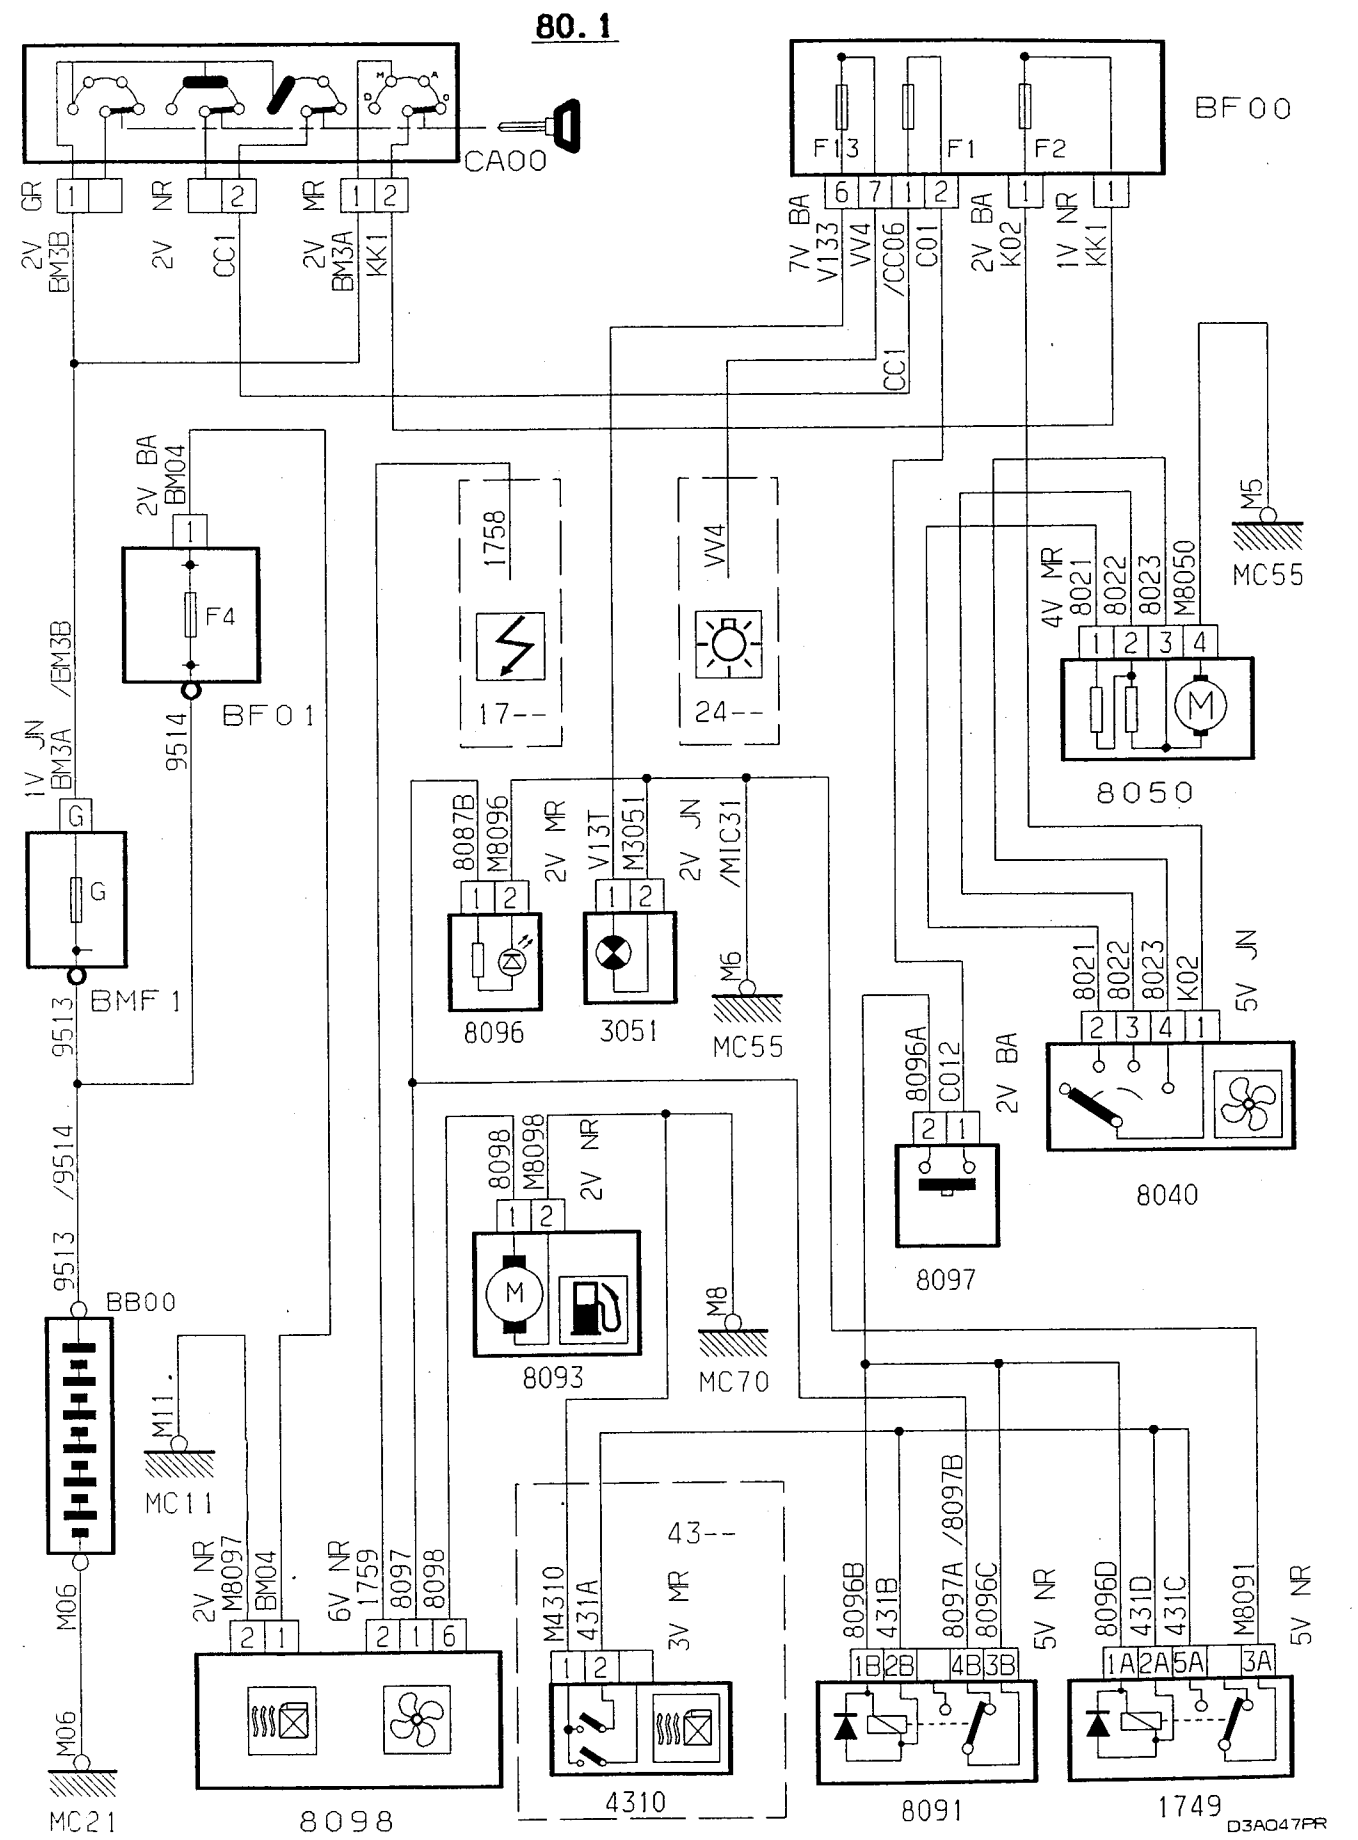 80.1
M A
D
CA00
BF00
F13 F1 F2
1 2 1 2
6 7 1 2 1 1
2V GR
BM3B
2V NR
CC1
2V MR
BM3A
KK1
7V BA
V133
VV4
/CC06
C01
2V BA
K02
1V NR
KK1
CC1
2V BA
BM04
1
F4
BF01
9514
1758
17--
VV4
24--
M5
MC55
4V MR
8021
8022
8023
M8050
1 2 3 4
M
8050
1V JN
BM3A /BM3B
G
G
BMF1
9513
8087B
M8096
2V MR
V13T
M3051
2V JN
/MIC31
M6
1 2
1 2
8096
3051
MC55
8021
8022
8023
K02
5V JN
2 3 4 1
8040
8096A
C012
2V BA
2 1
8097
9513 /9514
8098
M8098
2V NR
1 2
M
8093
M8
MC70
BB00
M11
MC11
M06
M06
MC21
2V NR
M8097
BM04
2 1
6V NR
1759
8097
8098
2 1 6
8098
43--
M4310
431A
3V MR
1 2
4310
8096B
431B
8097A /8097B
8096C
5V NR
1B 2B 4B 3B
8091
8096D
431D
431C
M8091
5V NR
1A 2A 5A 3A
1749
D3A047PR